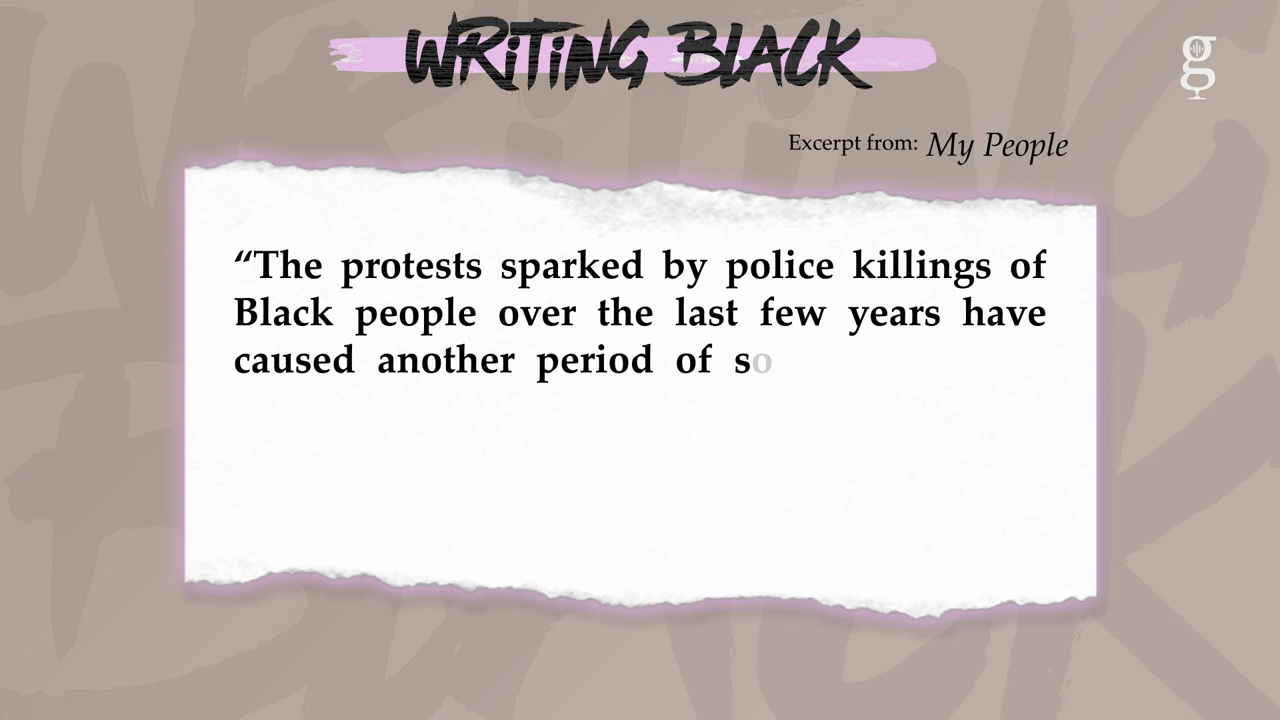 WRITING BLACK
g
Excerpt from: My People
“The protests sparked by police killings of
Black people over the last few years have
caused another period of so